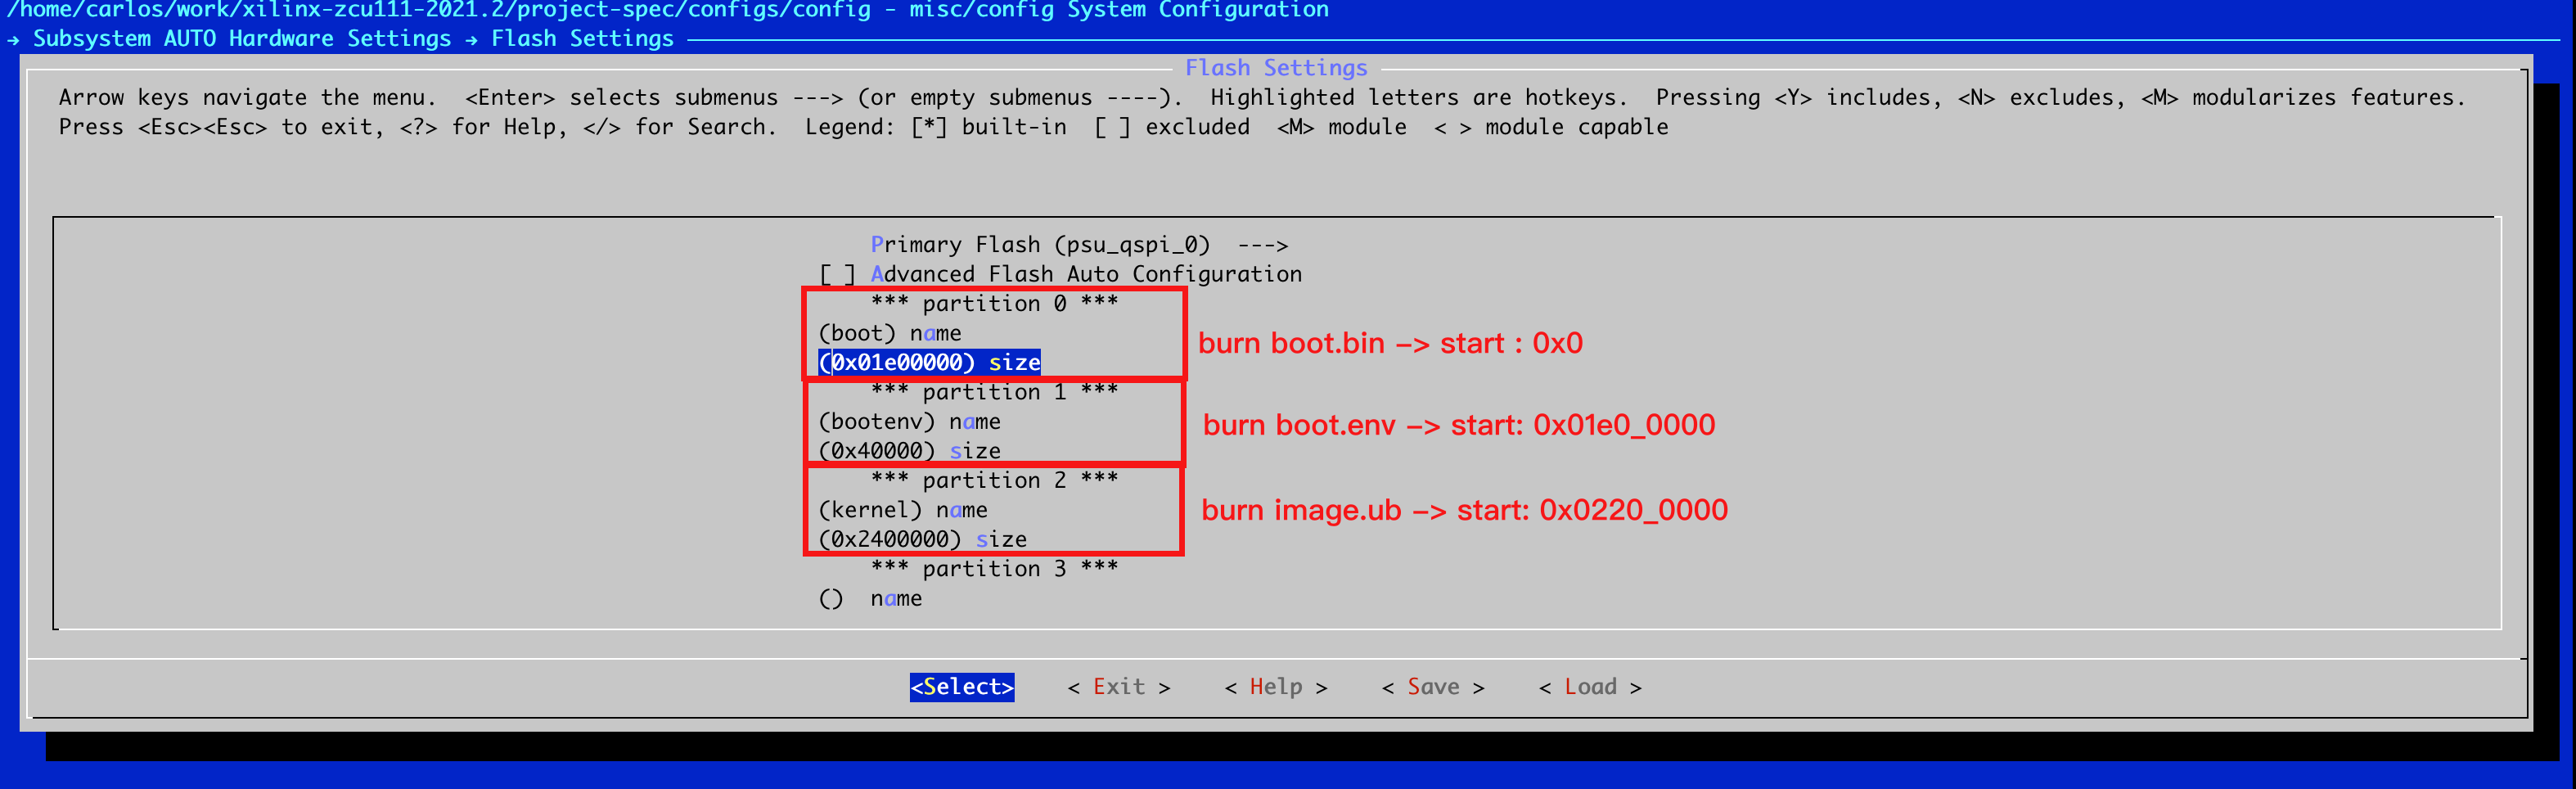 /home/carlos/work/xilinx-zcu111-2021.2/project-spec/configs/config - misc/config System Configuration
→ Subsystem AUTO Hardware Settings → Flash Settings
Flash Settings
Arrow keys navigate the menu.  <Enter> selects submenus ---> (or empty submenus ----).  Highlighted letters are hotkeys.  Pressing <Y> includes, <N> excludes, <M> modularizes features.
Press <Esc><Esc> to exit, <?> for Help, </> for Search.  Legend: [*] built-in  [ ] excluded  <M> module  < > module capable
Primary Flash (psu_qspi_0)  --->
[ ] Advanced Flash Auto Configuration
*** partition 0 ***
(boot) name
burn boot.bin –> start : 0x0
(0x01e00000) size
*** partition 1 ***
(bootenv) name
burn boot.env –> start: 0x01e0_0000
(0x40000) size
*** partition 2 ***
(kernel) name
burn image.ub –> start: 0x0220_0000
(0x2400000) size
*** partition 3 ***
()  name
<Select>    < Exit >    < Help >    < Save >    < Load >